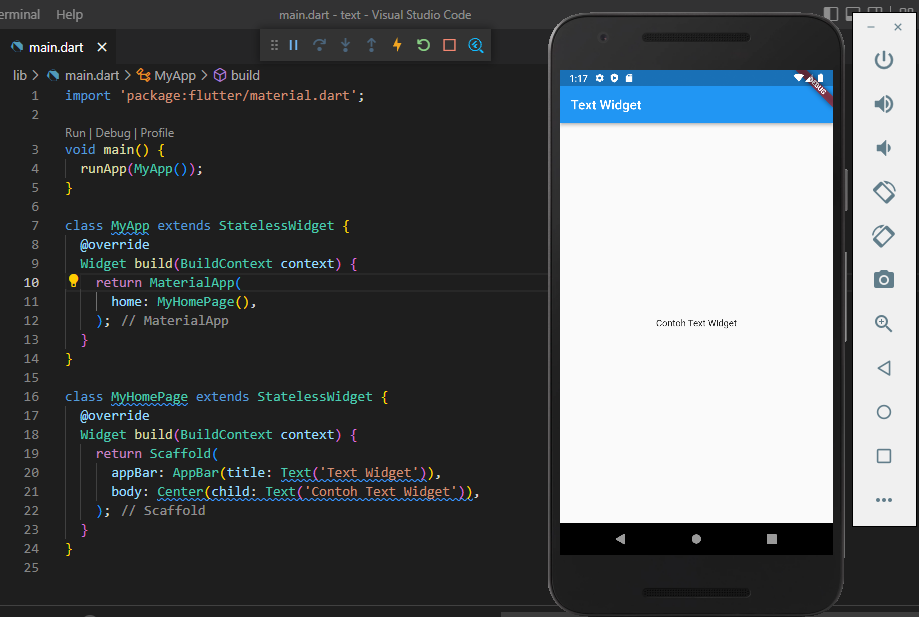 erminal Help main.dart - text - Visual Studio Code
main.dart
lib > main.dart > MyApp > build
1 import 'package:flutter/material.dart';
2
Run | Debug | Profile
3 void main() {
4 runApp(MyApp());
5 }
6
7 class MyApp extends StatelessWidget {
8 @override
9 Widget build(BuildContext context) {
10 return MaterialApp(
11 home: MyHomePage(),
12 ); // MaterialApp
13 }
14 }
15
16 class MyHomePage extends StatelessWidget {
17 @override
18 Widget build(BuildContext context) {
19 return Scaffold(
20 appBar: AppBar(title: Text('Text Widget')),
21 body: Center(child: Text('Contoh Text Widget')),
22 ); // Scaffold
23 }
24 }
25
1:17
DEBUG
Text Widget
Contoh Text Widget